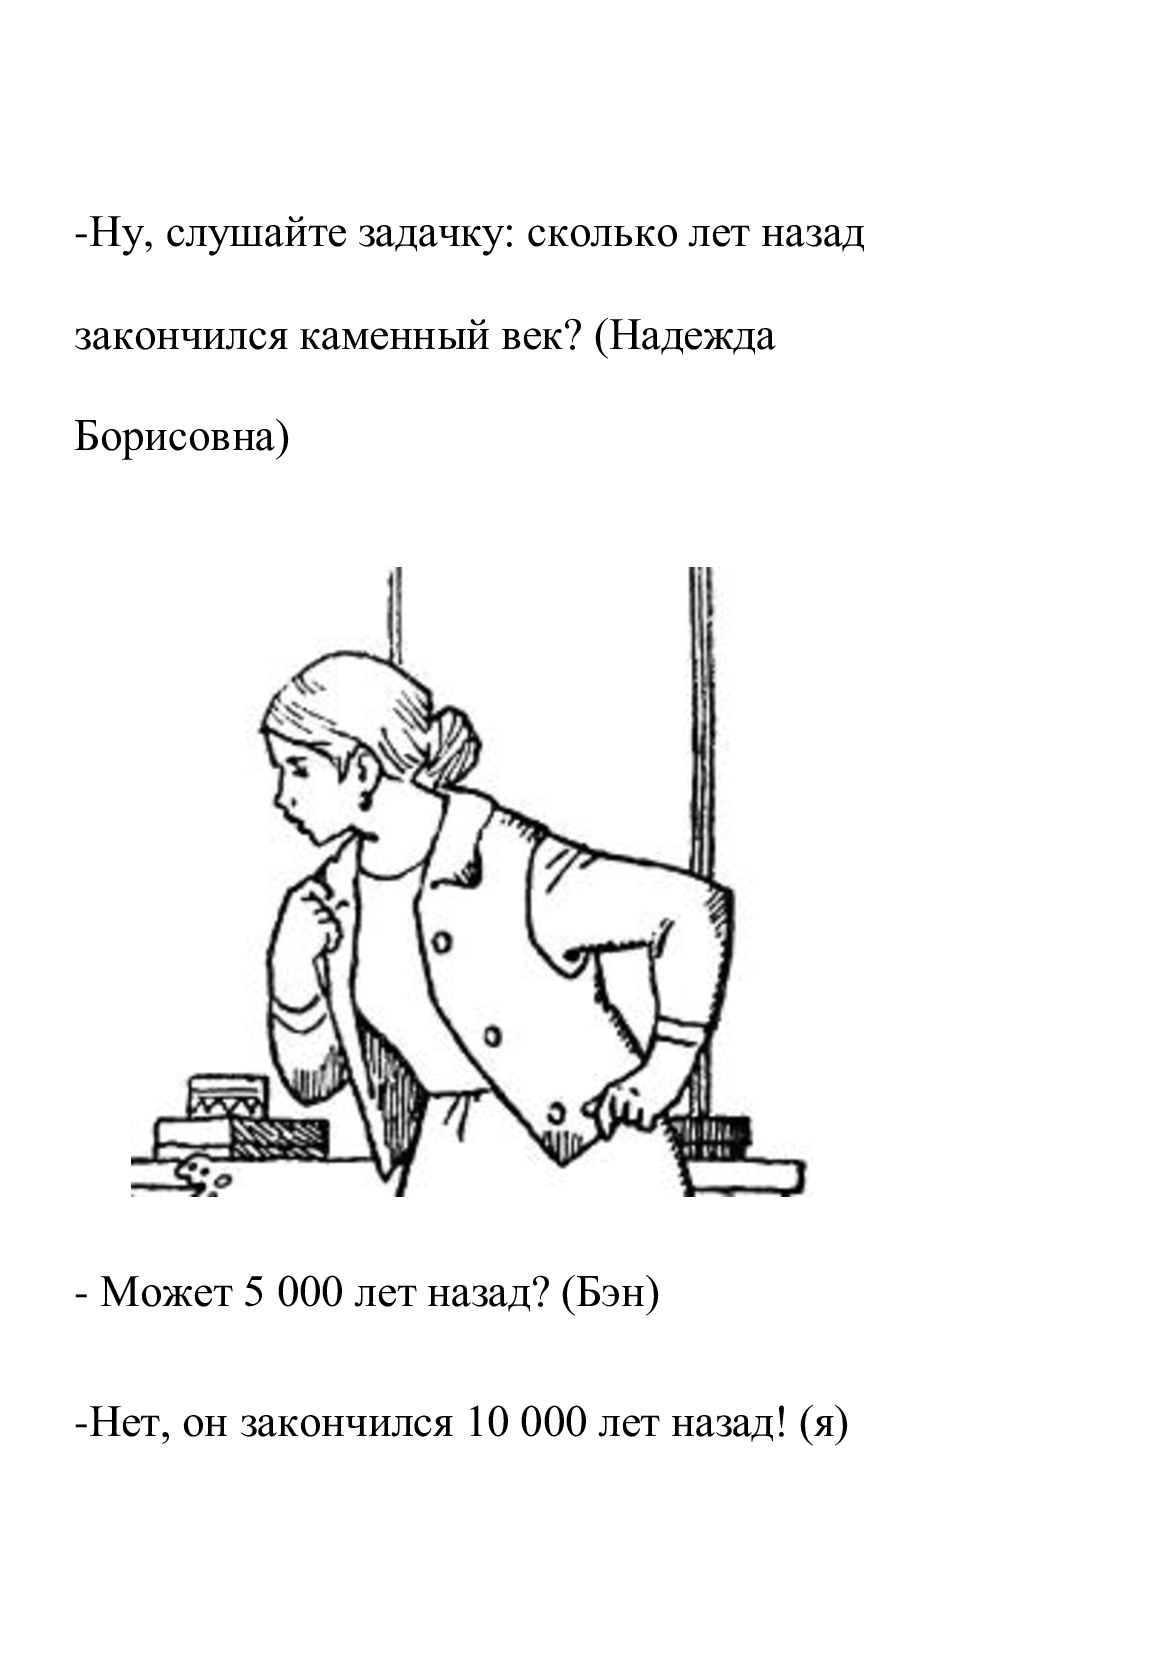 -Ну, слушайте задачку: сколько лет назад
закончился каменный век? (Надежда
Борисовна)
- Может 5 000 лет назад? (Бэн)
-Нет, он закончился 10 000 лет назад! (я)